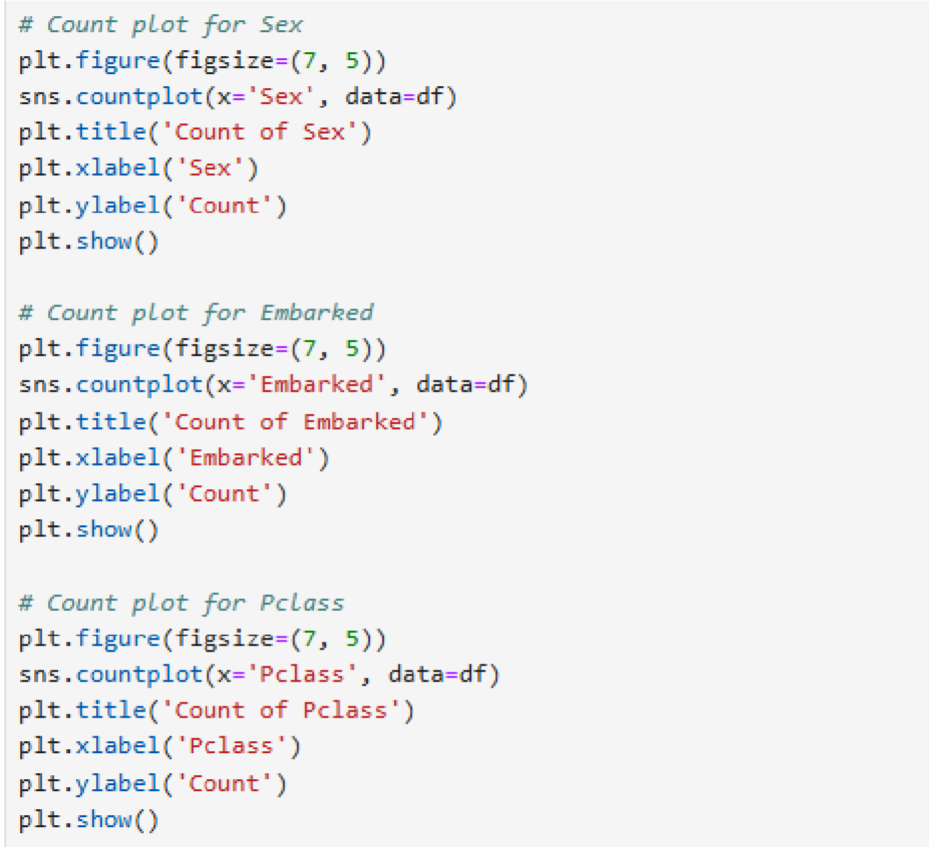 # Count plot for Sex
plt.figure(figsize=(7, 5))
sns.countplot(x='Sex', data=df)
plt.title('Count of Sex')
plt.xlabel('Sex')
plt.ylabel('Count')
plt.show()

# Count plot for Embarked
plt.figure(figsize=(7, 5))
sns.countplot(x='Embarked', data=df)
plt.title('Count of Embarked')
plt.xlabel('Embarked')
plt.ylabel('Count')
plt.show()

# Count plot for Pclass
plt.figure(figsize=(7, 5))
sns.countplot(x='Pclass', data=df)
plt.title('Count of Pclass')
plt.xlabel('Pclass')
plt.ylabel('Count')
plt.show()